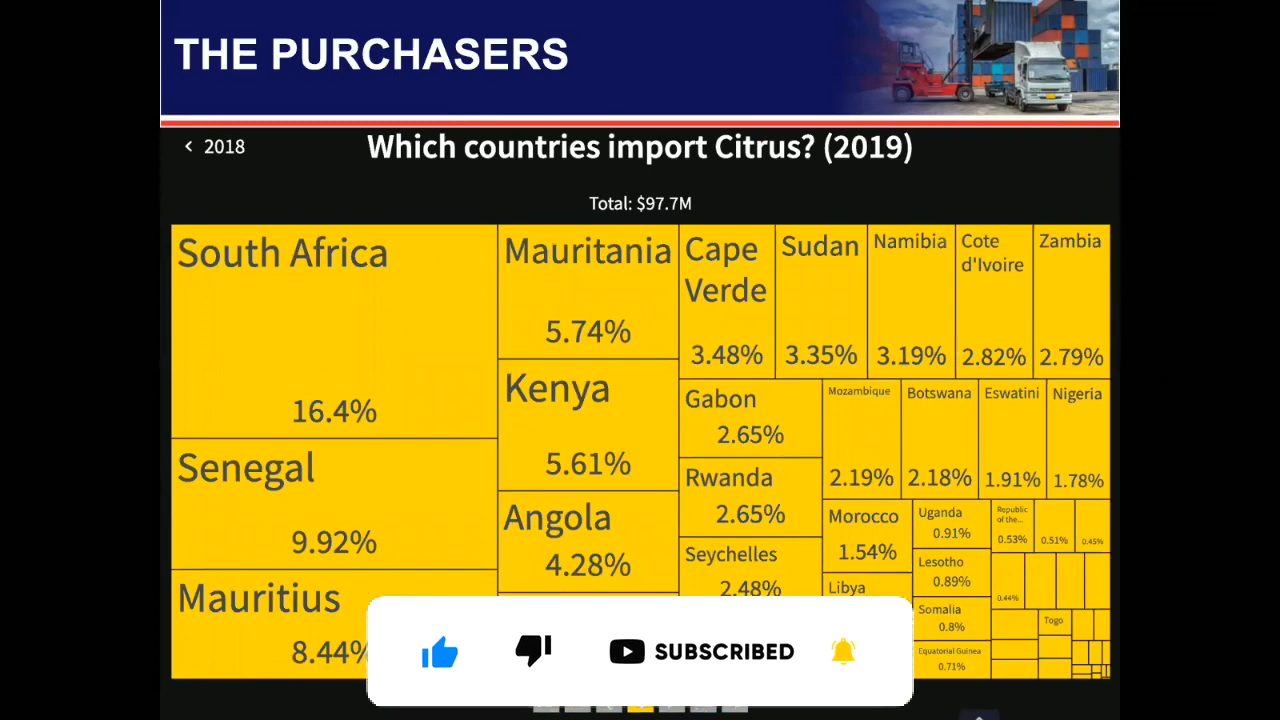 THE PURCHASERS
< 2018
Which countries import Citrus? (2019)
Total: $97.7M
South Africa
16.4%
Senegal
9.92%
Mauritius
8.44%
Mauritania
5.74%
Kenya
5.61%
Angola
4.28%
Cape
Verde
3.48%
Sudan
3.35%
Namibia
3.19%
Cote
d'Ivoire
2.82%
Zambia
2.79%
Gabon
2.65%
Rwanda
2.65%
Seychelles
2.48%
Mozambique
2.19%
Botswana
2.18%
Eswatini
1.91%
Nigeria
1.78%
Morocco
1.54%
Libya
Uganda
0.91%
Lesotho
0.89%
Somalia
0.8%
Equatorial Guinea
0.71%
Republic
of the...
0.53%
0.51%
0.45%
0.44%
Togo
SUBSCRIBED